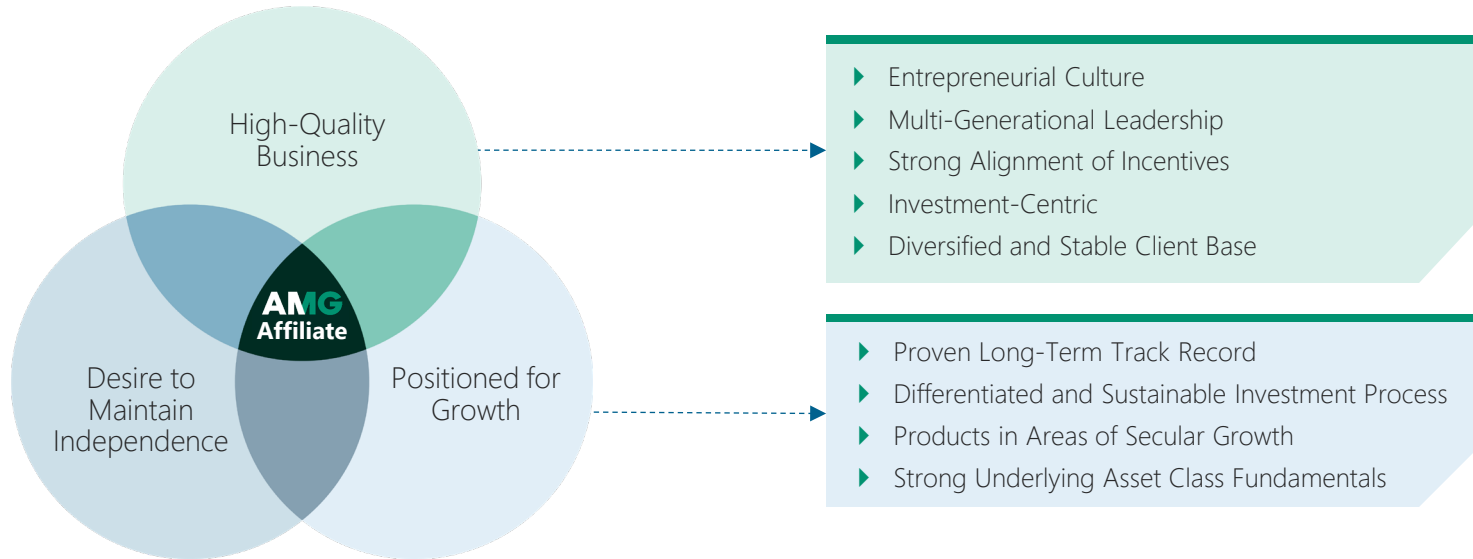 High-Quality
Business
AMG
Affiliate
Desire to
Maintain
Independence
Positioned for
Growth
Entrepreneurial Culture
Multi-Generational Leadership
Strong Alignment of Incentives
Investment-Centric
Diversified and Stable Client Base
Proven Long-Term Track Record
Differentiated and Sustainable Investment Process
Products in Areas of Secular Growth
Strong Underlying Asset Class Fundamentals